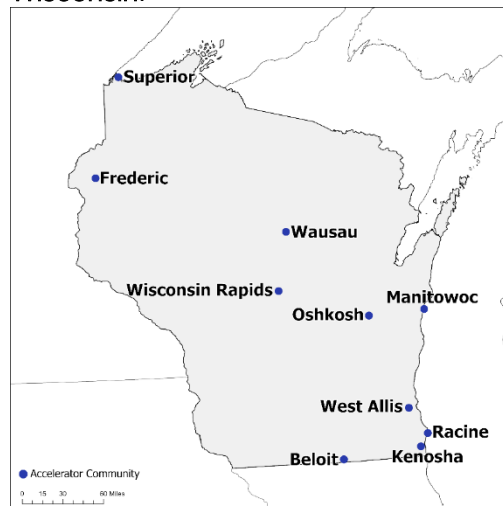 Wisconsin.
Superior
Frederic
Wausau
Wisconsin Rapids
Manitowoc
Oshkosh
West Allis
Racine
Kenosha
Beloit
Accelerator Community
0 15 30 60 Miles